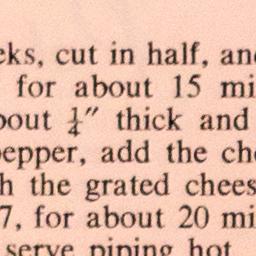 eks, cut in half, an
for about 15 mi
bout ¼" thick and
pepper, add the ch
h the grated chees
7, for about 20 mi
serve piping hot